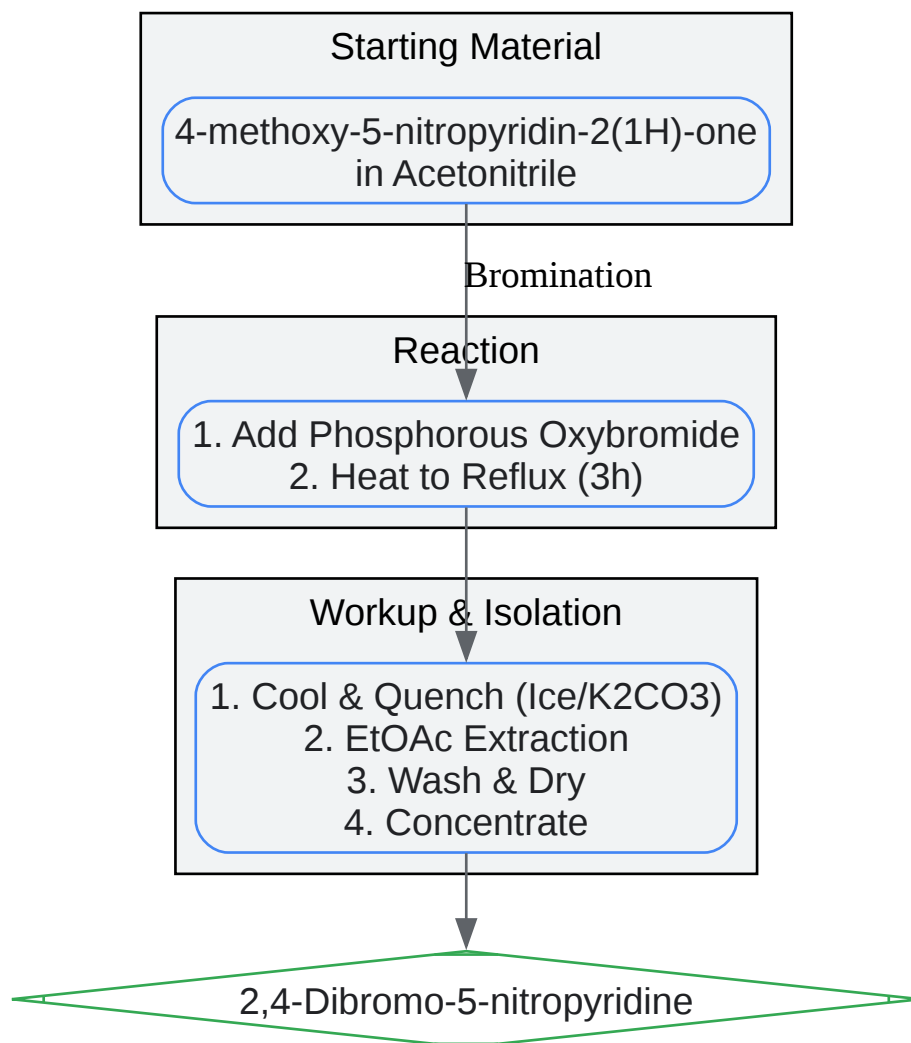 Starting Material
4-methoxy-5-nitropyridin-2(1H)-one
in Acetonitrile
Bromination
Reaction
1. Add Phosphorous Oxybromide
2. Heat to Reflux (3h)
Workup & Isolation
1. Cool & Quench (Ice/K2CO3)
2. EtOAc Extraction
3. Wash & Dry
4. Concentrate
2,4-Dibromo-5-nitropyridine